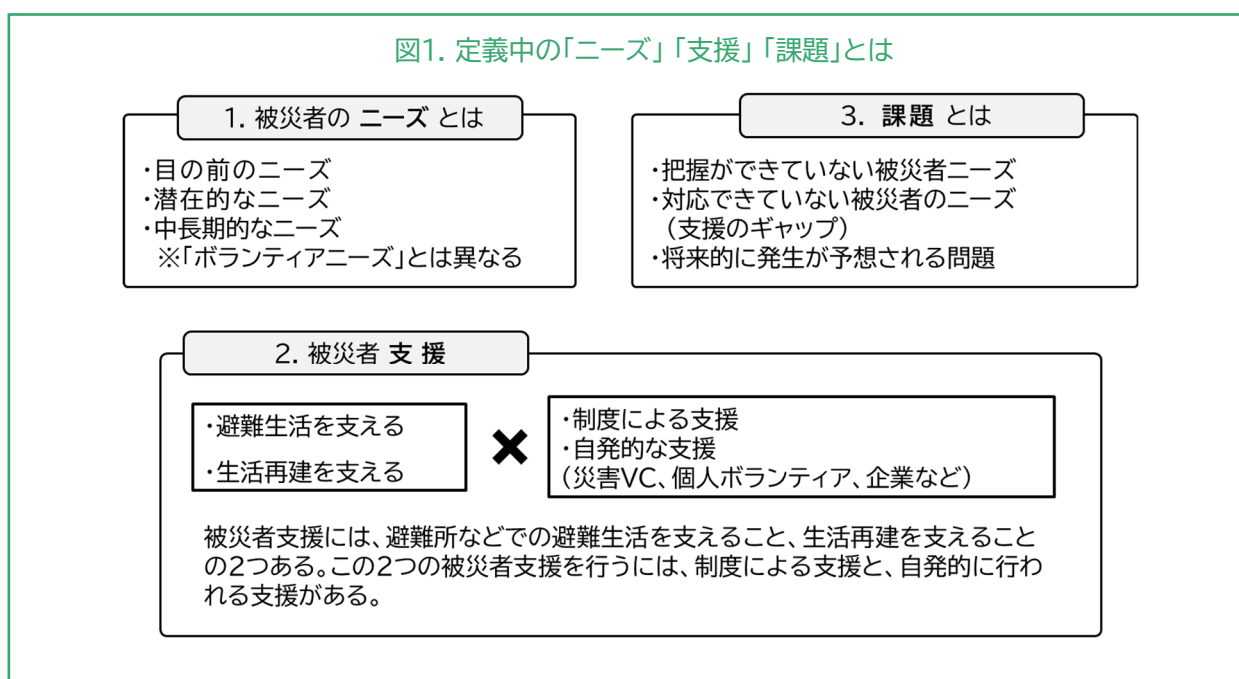 図1. 定義中の「ニーズ」「支援」「課題」とは
1. 被災者の ニーズ とは
・目の前のニーズ
・潜在的なニーズ
・中長期的なニーズ
※「ボランティアニーズ」とは異なる
3. 課題 とは
・把握ができていない被災者ニーズ
・対応できていない被災者のニーズ
（支援のギャップ）
・将来的に発生が予想される問題
2. 被災者 支 援
・避難生活を支える
・生活再建を支える
×
・制度による支援
・自発的な支援
（災害VC、個人ボランティア、企業など）
被災者支援には、避難所などでの避難生活を支えること、生活再建を支えること
の2つある。この2つの被災者支援を行うには、制度による支援と、自発的に行わ
れる支援がある。